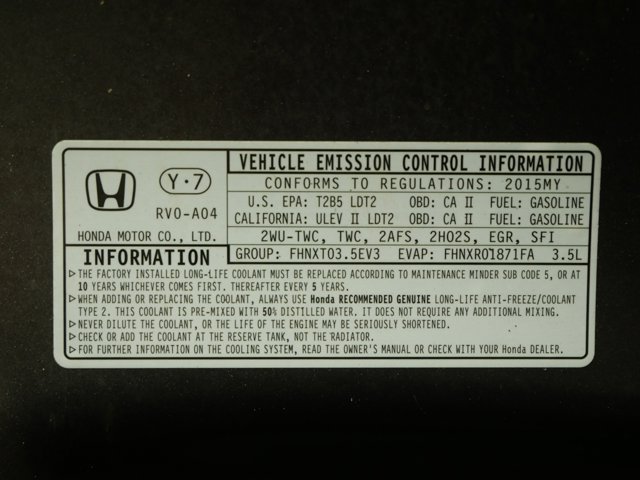 Y·7
RV0-A04
HONDA MOTOR CO., LTD.
VEHICLE EMISSION CONTROL INFORMATION
CONFORMS TO REGULATIONS: 2015MY
U.S. EPA: T2B5 LDT2 OBD: CA II FUEL: GASOLINE
CALIFORNIA: ULEV II LDT2 OBD: CA II FUEL: GASOLINE
2WU-TWC, TWC, 2AFS, 2HO2S, EGR, SFI
GROUP: FHNXT03.5EV3 EVAP: FHNXR01871FA 3.5L
INFORMATION
▷THE FACTORY INSTALLED LONG-LIFE COOLANT MUST BE REPLACED ACCORDING TO MAINTENANCE MINDER SUB CODE 5, OR AT
10 YEARS WHICHEVER COMES FIRST. THEREAFTER EVERY 5 YEARS.
▷WHEN ADDING OR REPLACING THE COOLANT, ALWAYS USE Honda RECOMMENDED GENUINE LONG-LIFE ANTI-FREEZE/COOLANT
TYPE 2. THIS COOLANT IS PRE-MIXED WITH 50% DISTILLED WATER. IT DOES NOT REQUIRE ANY ADDITIONAL MIXING.
▷NEVER DILUTE THE COOLANT, OR THE LIFE OF THE ENGINE MAY BE SERIOUSLY SHORTENED.
▷CHECK OR ADD THE COOLANT AT THE RESERVE TANK, NOT THE RADIATOR.
▷FOR FURTHER INFORMATION ON THE COOLING SYSTEM, READ THE OWNER'S MANUAL OR CHECK WITH YOUR Honda DEALER.